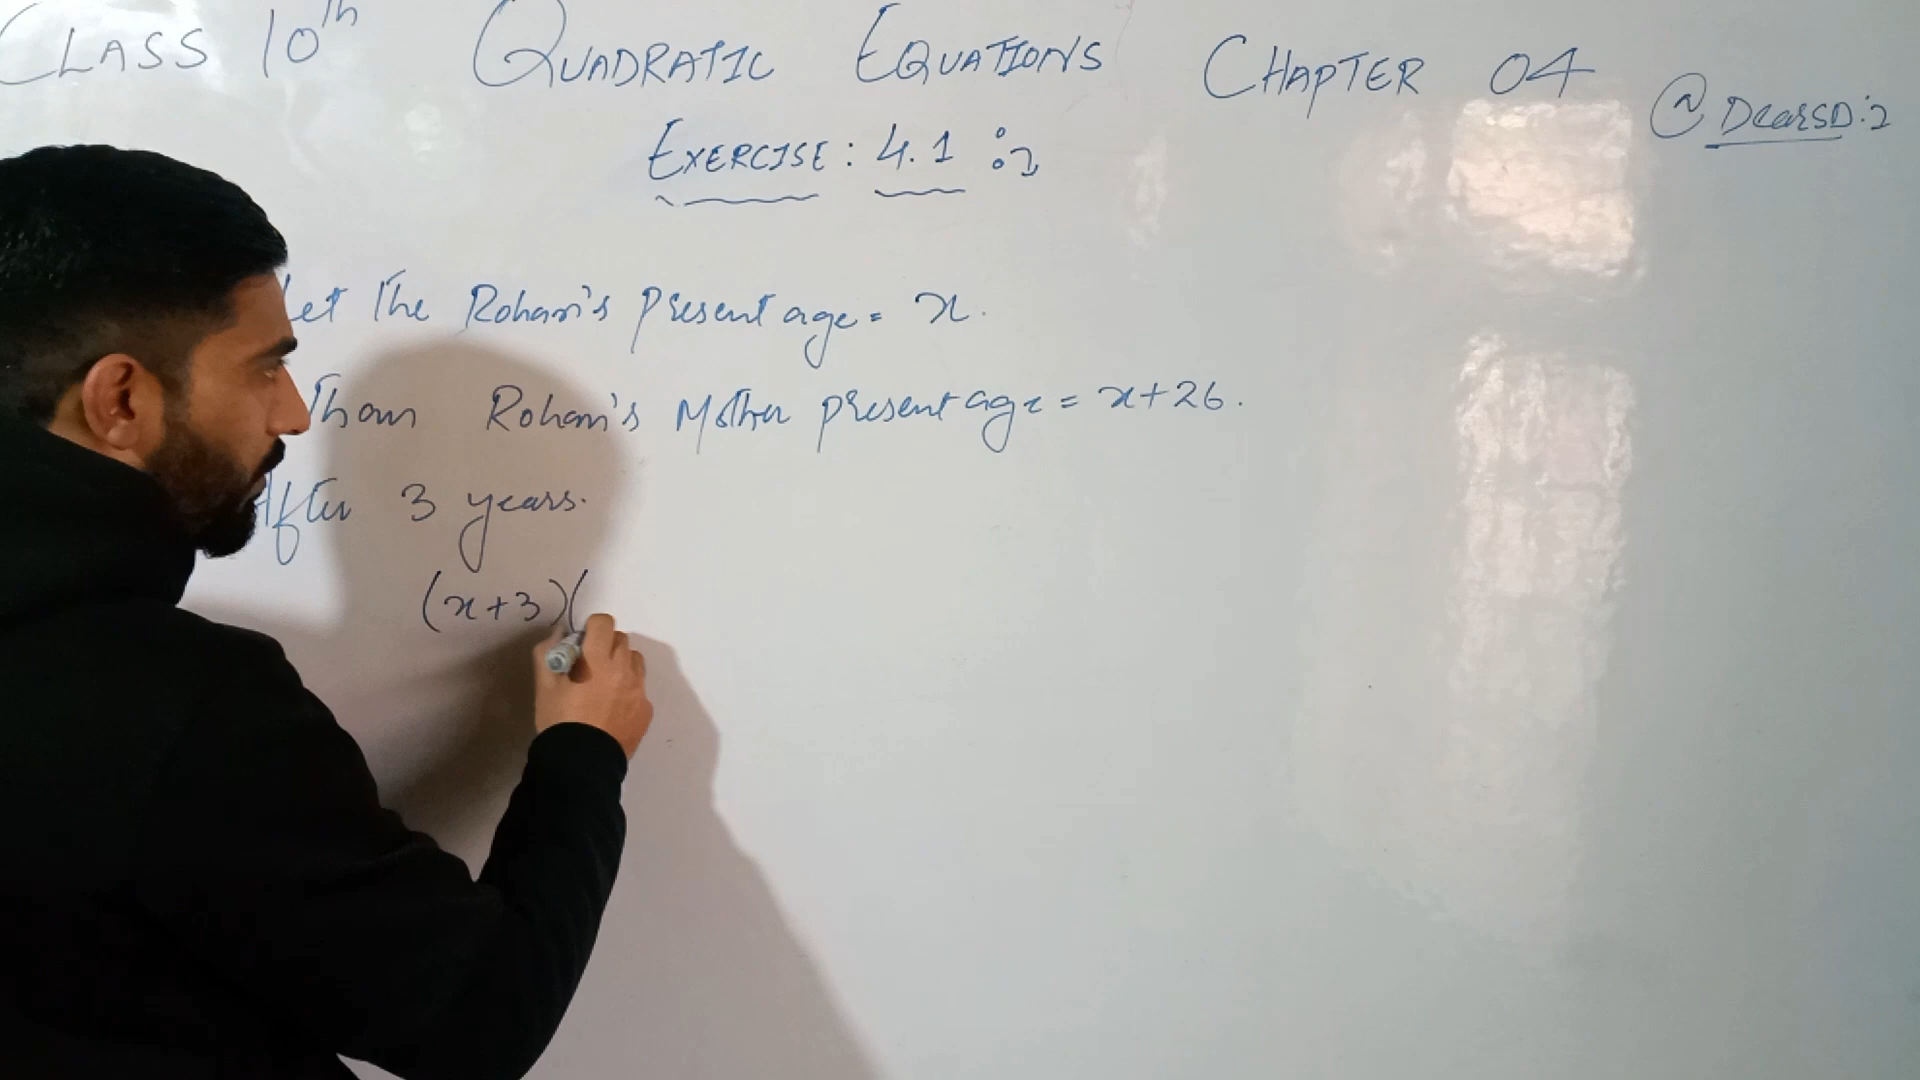 CLASS 10th QUADRATIC EQUATIONS CHAPTER 04
@DearSD:2
EXERCISE: 4.1 :2
Let The Rohan's Present age = x.
Than Rohan's Mother present age = x+26.
After 3 years.
(x+3)(